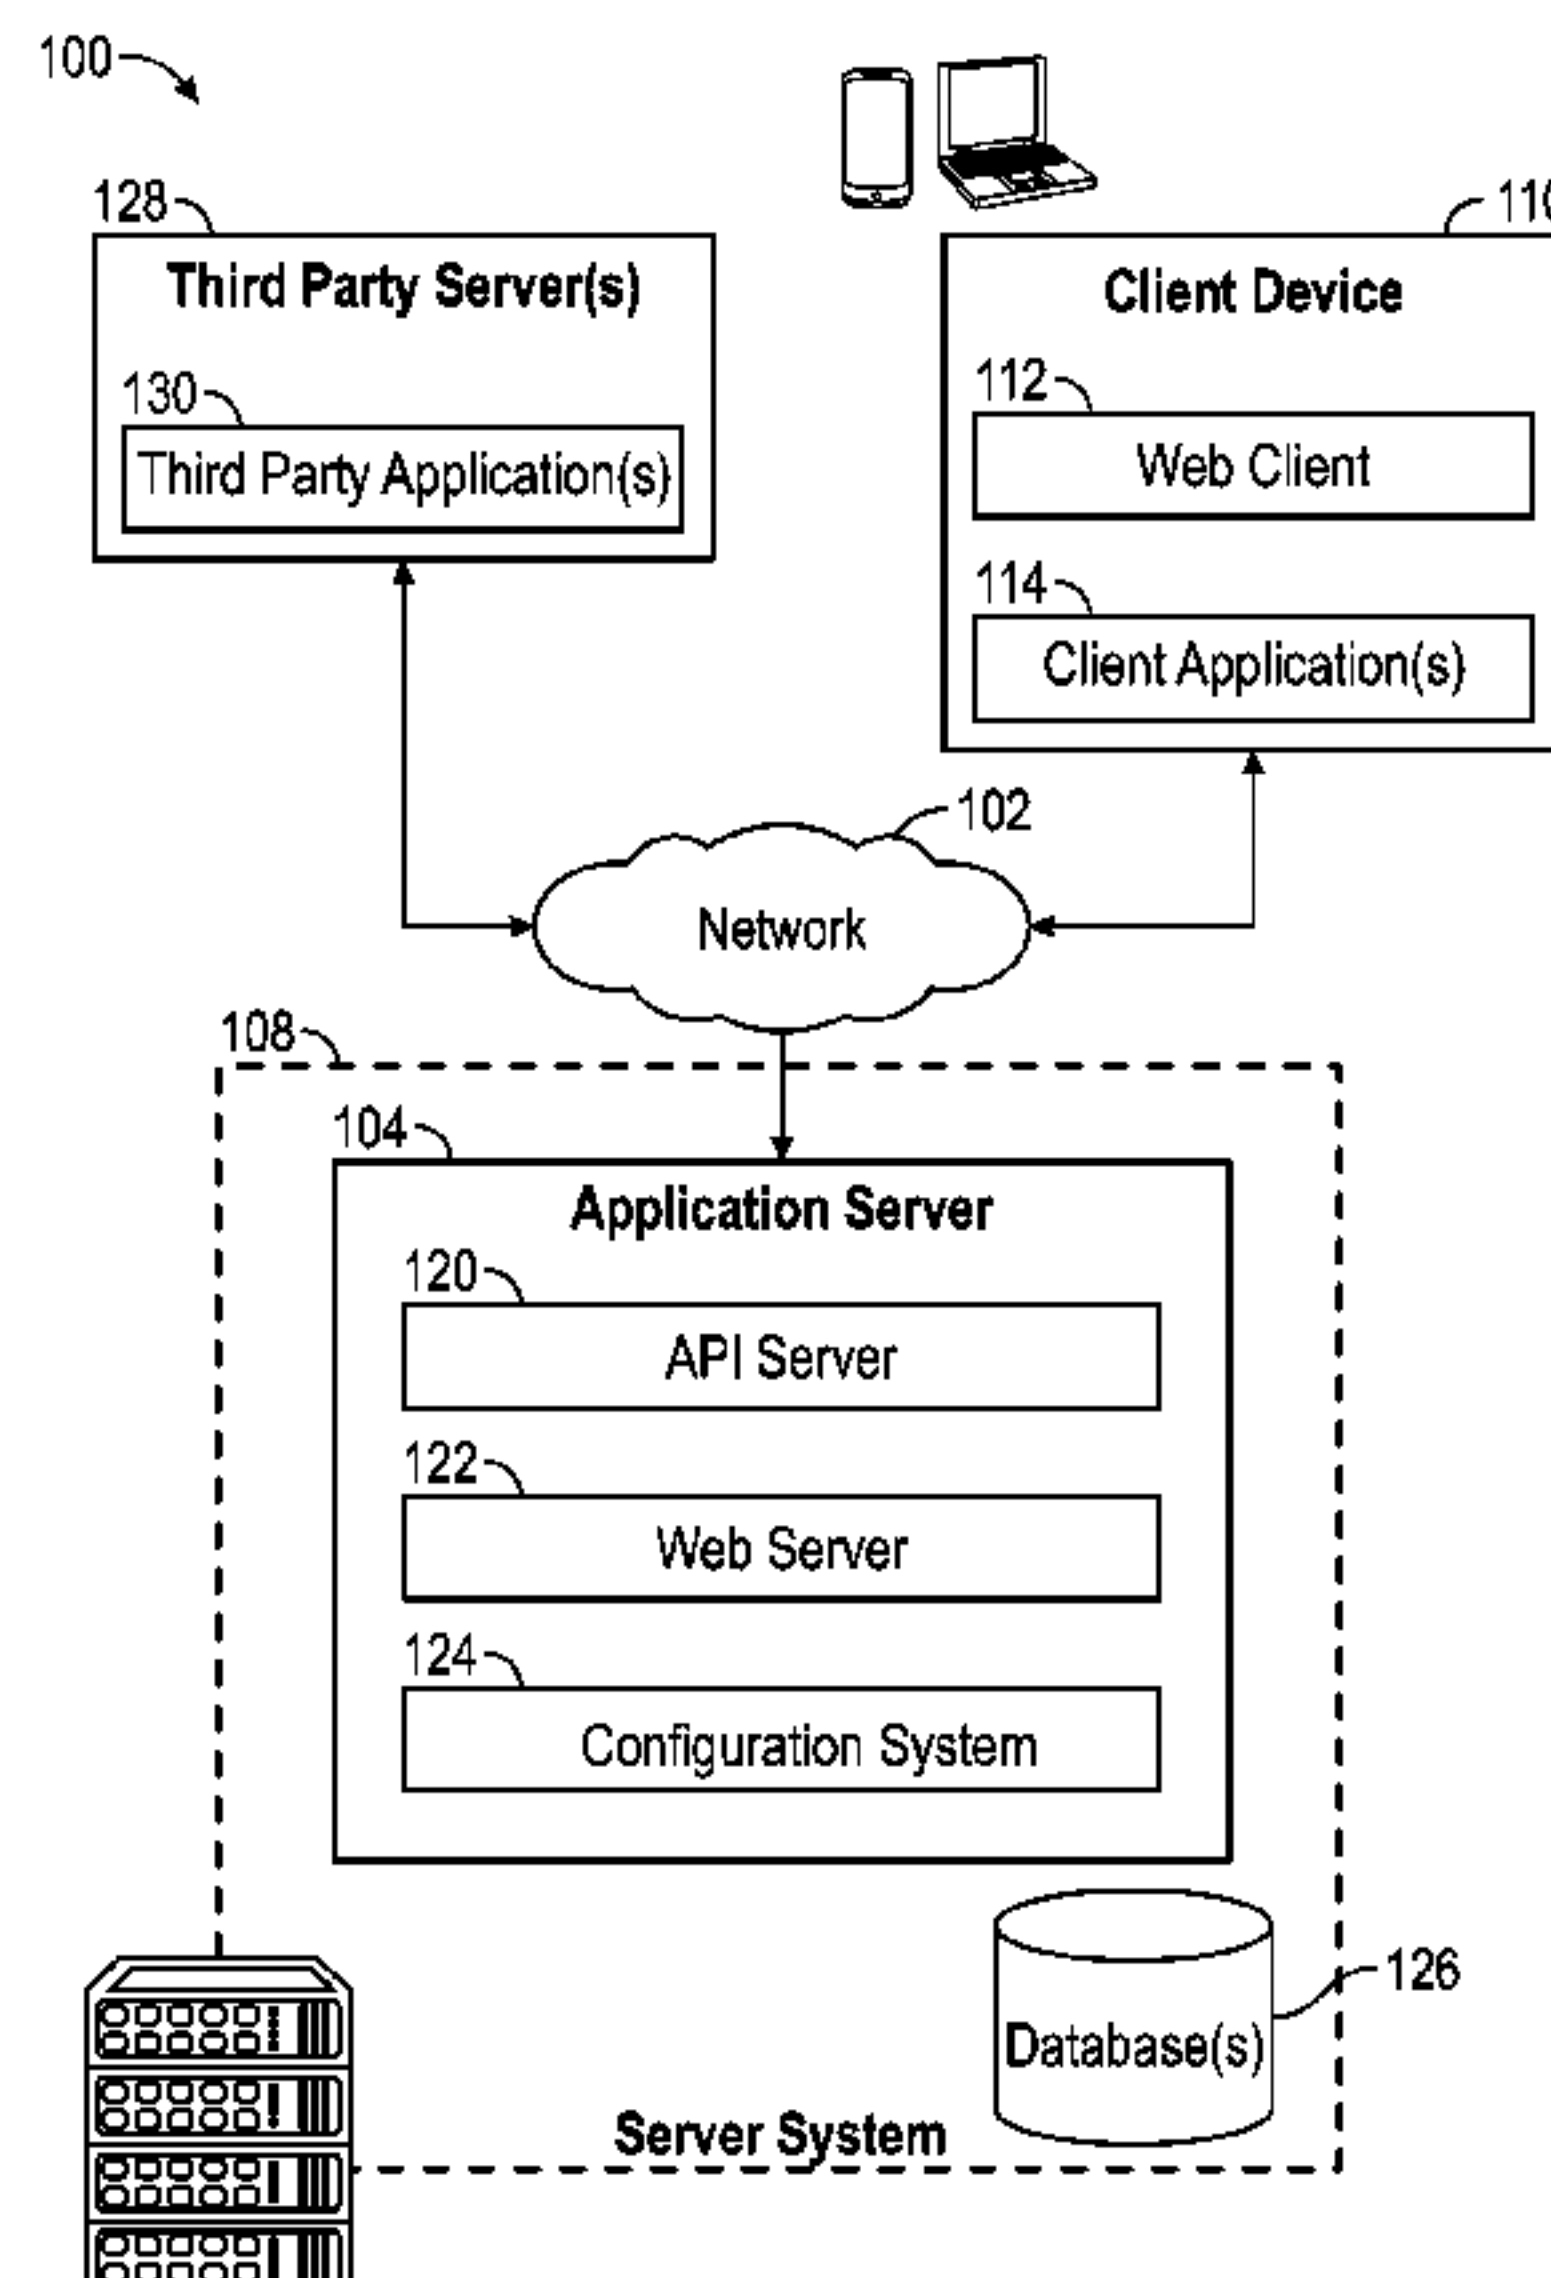 100
128
Third Party Server(s)
130
Third Party Application(s)
110
Client Device
112
Web Client
114
Client Application(s)
102
Network
108
104
Application Server
120
API Server
122
Web Server
124
Configuration System
126
Database(s)
Server System